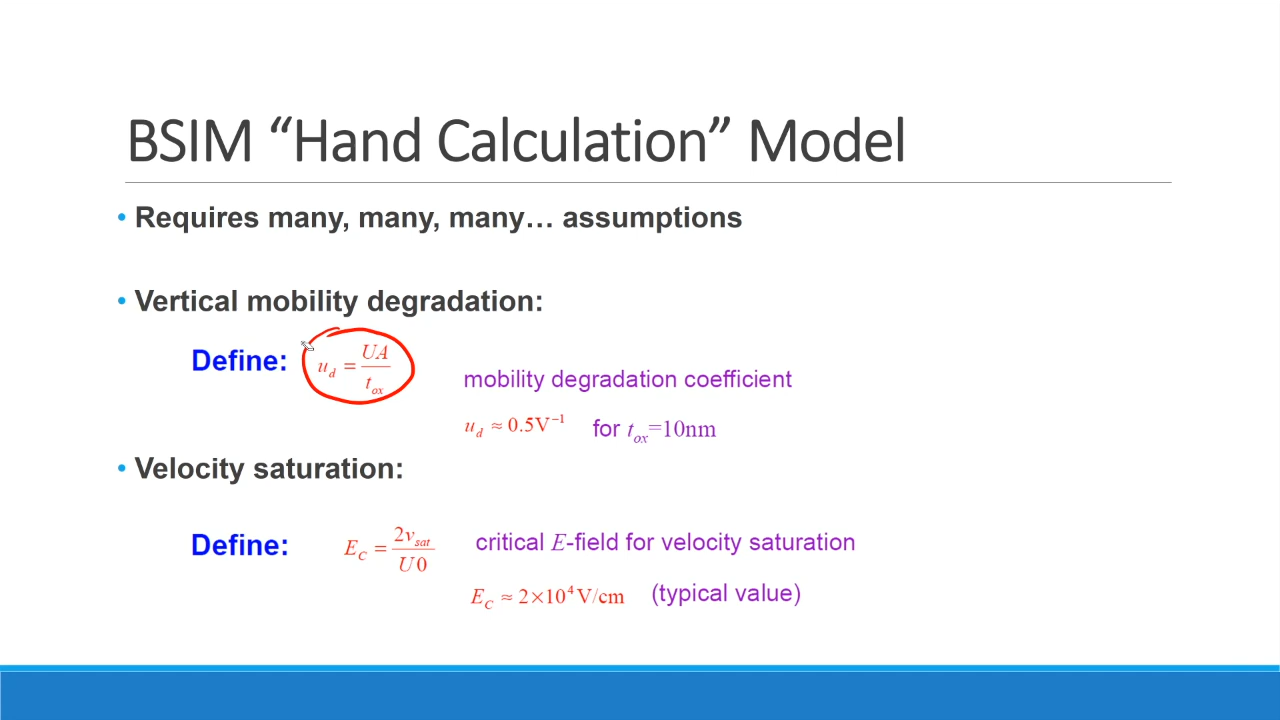 BSIM “Hand Calculation” Model
• Requires many, many, many… assumptions
• Vertical mobility degradation:
Define: u_d = UA / t_ox
mobility degradation coefficient
u_d ≈ 0.5V⁻¹ for t_ox=10nm
• Velocity saturation:
Define: E_C = 2v_sat / U0 critical E-field for velocity saturation
E_C ≈ 2×10⁴V/cm (typical value)